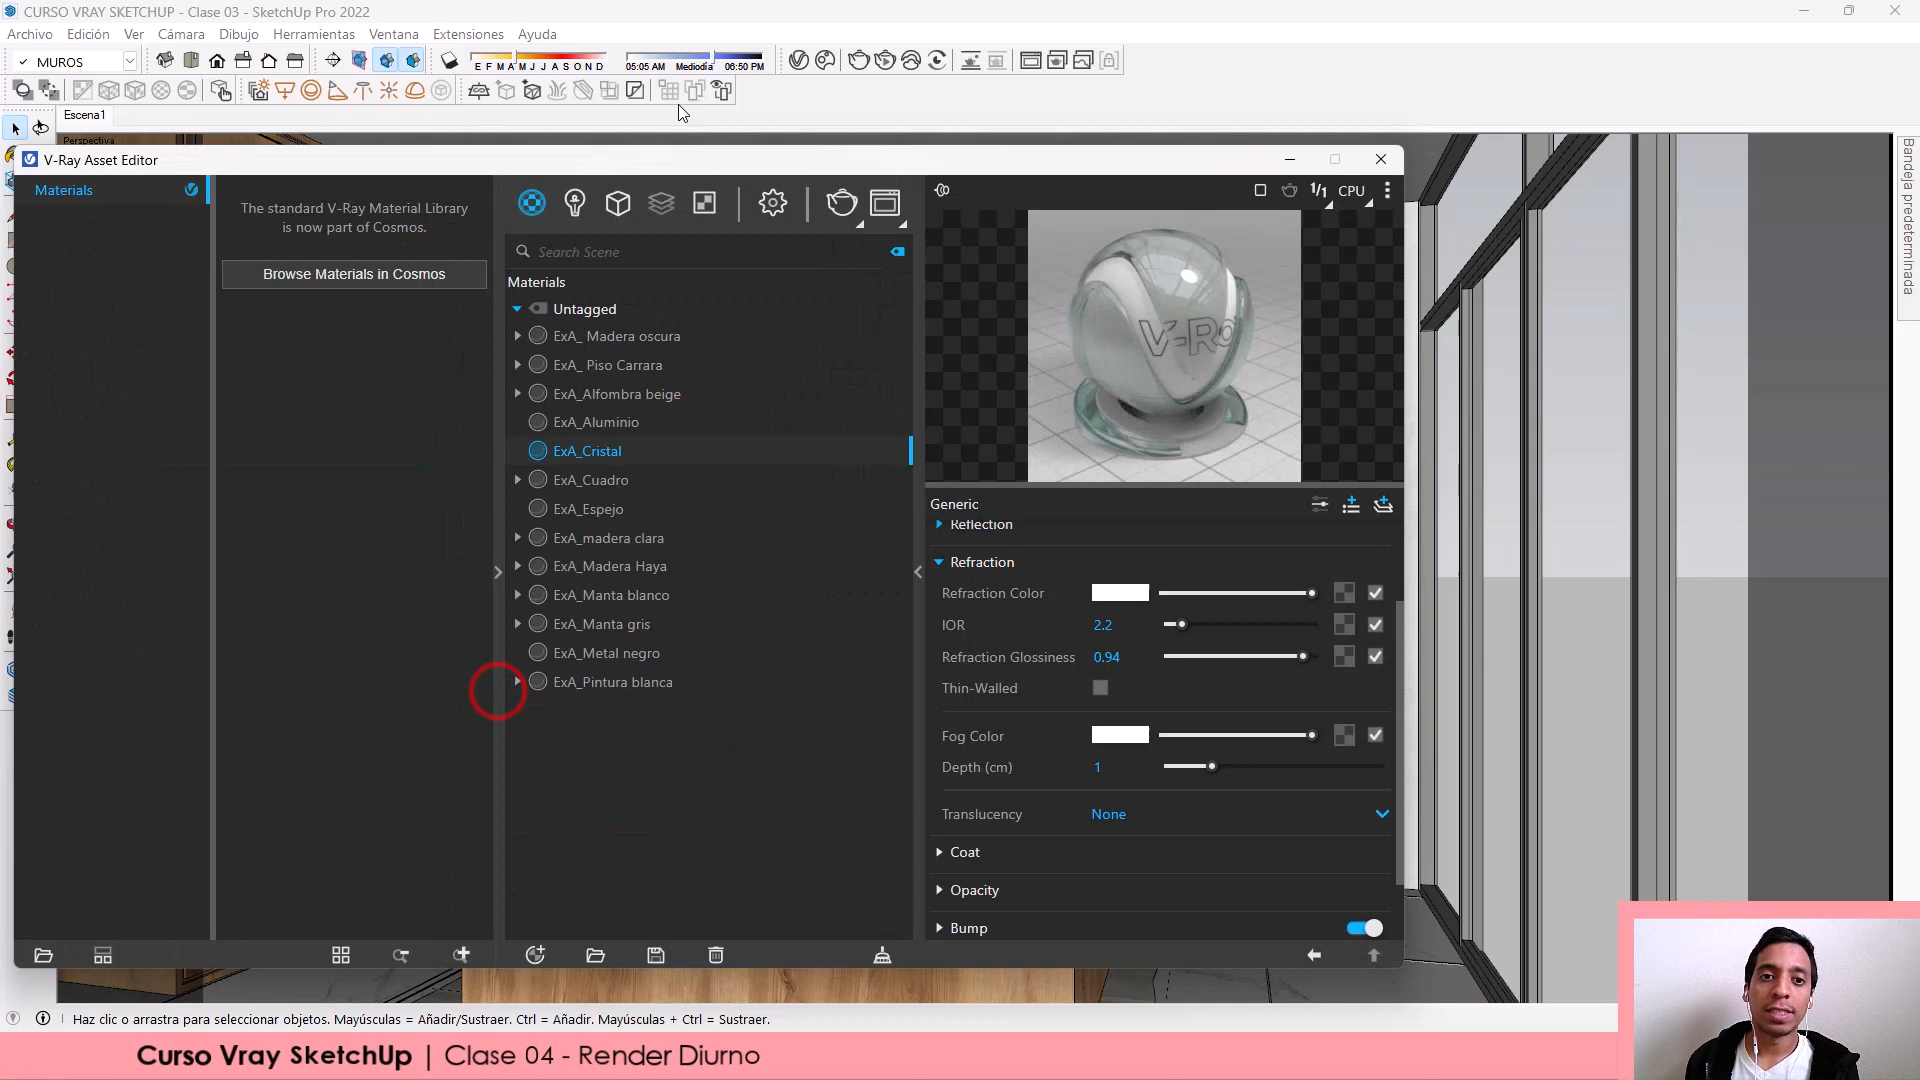 CURSO VRAY SKETCHUP - Clase 03 - SketchUp Pro 2022
Archivo Edición Ver Cámara Dibujo Herramientas Ventana Extensiones Ayuda
MUROS
E F M A M J J A S O N D
05:05 AM Mediodía 06:50 PM
Escena1
Perspectiva
Bandeja predeterminada
V-Ray Asset Editor
Materials
The standard V-Ray Material Library
is now part of Cosmos.
Browse Materials in Cosmos
Search Scene
Materials
Untagged
ExA_ Madera oscura
ExA_ Piso Carrara
ExA_Alfombra beige
ExA_Aluminio
ExA_Cristal
ExA_Cuadro
ExA_Espejo
ExA_madera clara
ExA_Madera Haya
ExA_Manta blanco
ExA_Manta gris
ExA_Metal negro
ExA_Pintura blanca
1/1 CPU
Generic
Reflection
Refraction
Refraction Color
IOR 2.2
Refraction Glossiness 0.94
Thin-Walled
Fog Color
Depth (cm) 1
Translucency None
Coat
Opacity
Bump
Haz clic o arrastra para seleccionar objetos. Mayúsculas = Añadir/Sustraer. Ctrl = Añadir. Mayúsculas + Ctrl = Sustraer.
Curso Vray SketchUp | Clase 04 - Render Diurno